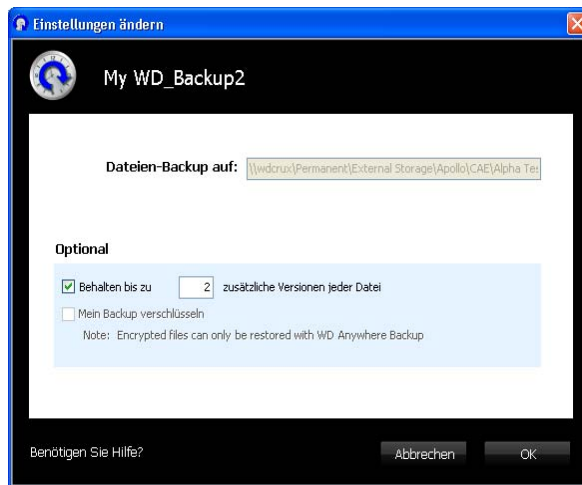 Einstellungen ändern
My WD_Backup2
Dateien-Backup auf: \\wdcrux\Permanent\External Storage\Apollo\CAE\Alpha Tes
Optional
Behalten bis zu 2 zusätzliche Versionen jeder Datei
Mein Backup verschlüsseln
Note: Encrypted files can only be restored with WD Anywhere Backup
Benötigen Sie Hilfe? Abbrechen OK